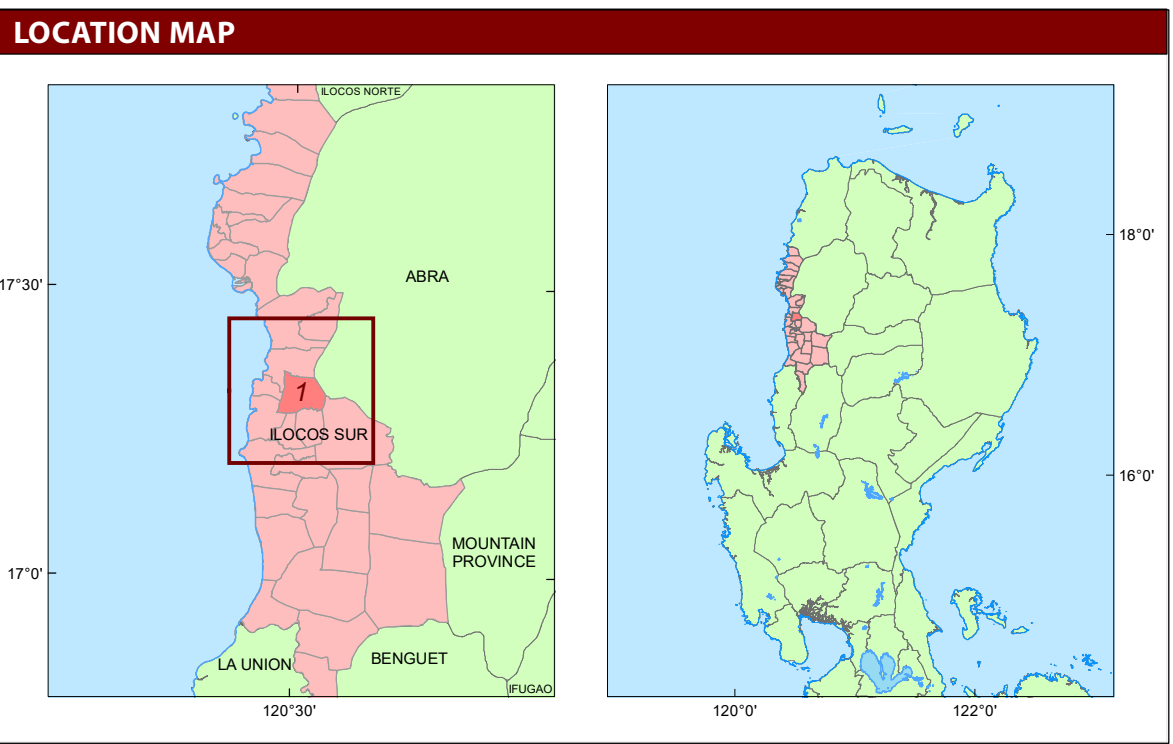 LOCATION MAP
ILOCOS NORTE
ABRA
17°30'
1
ILOCOS SUR
MOUNTAIN
PROVINCE
17°0'
LA UNION
BENGUET
IFUGAO
120°30'
18°0'
16°0'
120°0'
122°0'